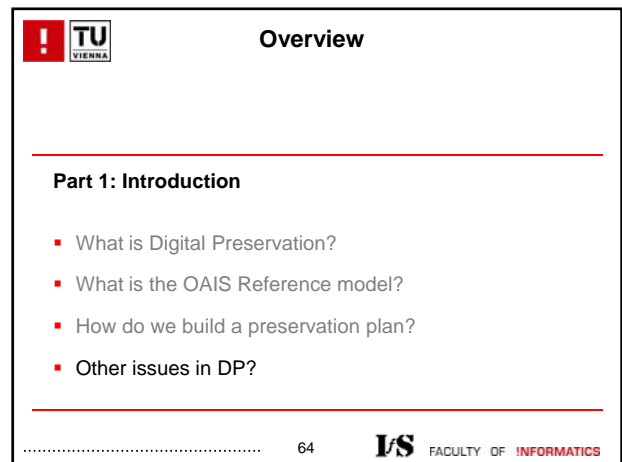 !
TU
VIENNA
Overview
Part 1: Introduction
▪ What is Digital Preservation?
▪ What is the OAIS Reference model?
▪ How do we build a preservation plan?
▪ Other issues in DP?
.................................................. 64
IfS FACULTY OF !NFORMATICS